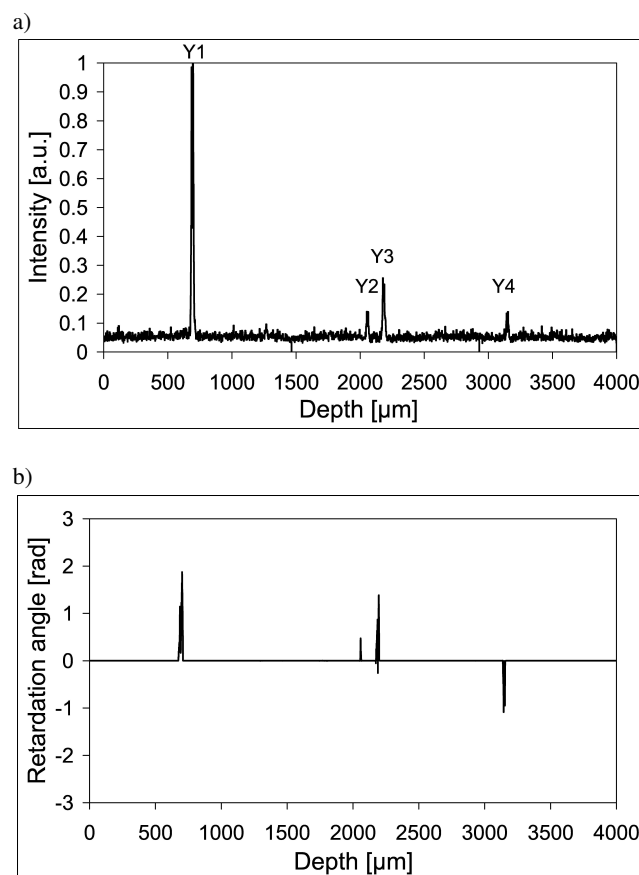 a)
Y1
1
0.9
0.8
0.7
0.6
0.5
0.4
0.3
0.2
0.1
0
Intensity [a.u.]
Y3
Y2
Y4
0 500 1000 1500 2000 2500 3000 3500 4000
Depth [µm]
b)
3
2
1
0
-1
-2
-3
Retardation angle [rad]
0 500 1000 1500 2000 2500 3000 3500 4000
Depth [µm]